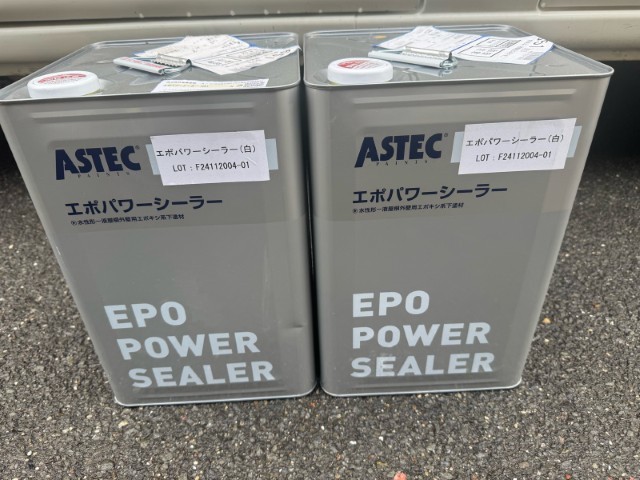 ASTEC
PAINTS
エポパワーシーラー(白)
LOT：F24112004-01
エポパワーシーラー
EPO
POWER
SEALER
ASTEC
PAINTS
エポパワーシーラー(白)
LOT：F24112004-01
エポパワーシーラー
EPO
POWER
SEALER